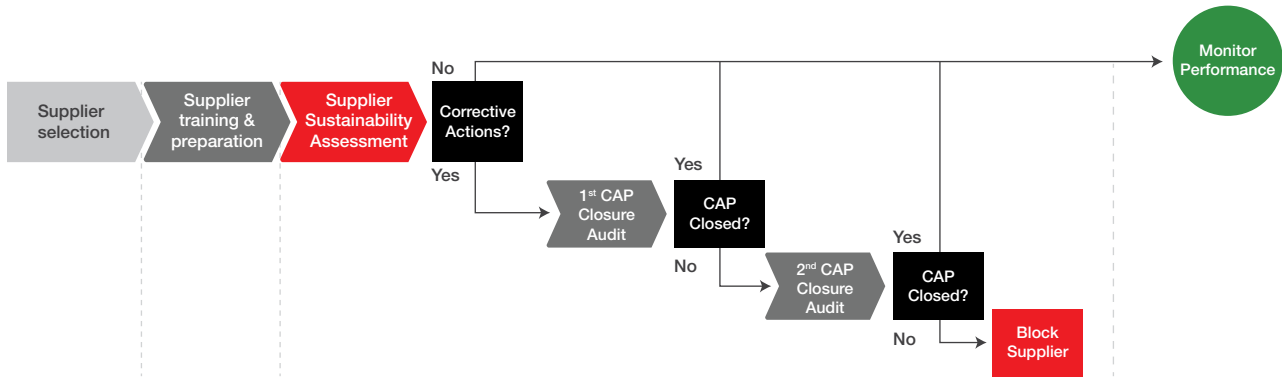 Supplier
selection
Supplier
training &
preparation
Supplier
Sustainability
Assessment
No
Corrective
Actions?
Yes
1st CAP
Closure
Audit
Yes
CAP
Closed?
No
2nd CAP
Closure
Audit
Yes
CAP
Closed?
No
Block
Supplier
Monitor
Performance